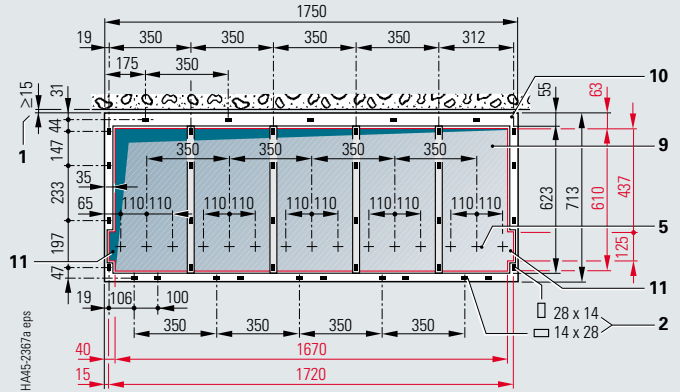 1750
19 350 350 350 350 312
175 350
≥15 31 55 63 10
44
1 147 350 350 350 350 9
35 233 623 713 610 437
65 110 110 110 110 110 110 110 110 110 110 5
197 125
11 47 11
19 106 100 28 x 14
350 350 350 350 14 x 28 2
40 1670
15 1720
HA45-2367a eps